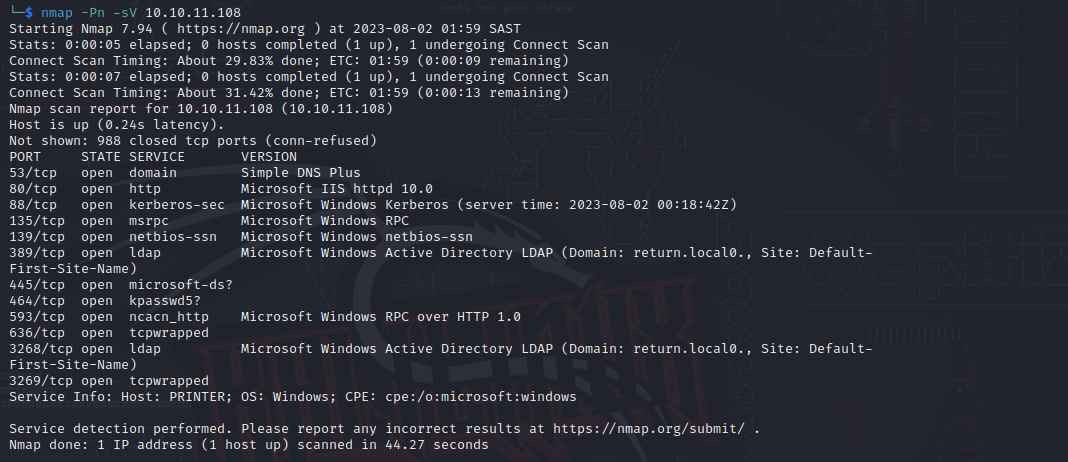 shell has gone before
└─$ nmap -Pn -sV 10.10.11.108
Starting Nmap 7.94 ( https://nmap.org ) at 2023-08-02 01:59 SAST
Stats: 0:00:05 elapsed; 0 hosts completed (1 up), 1 undergoing Connect Scan
Connect Scan Timing: About 29.83% done; ETC: 01:59 (0:00:09 remaining)
Stats: 0:00:07 elapsed; 0 hosts completed (1 up), 1 undergoing Connect Scan
Connect Scan Timing: About 31.42% done; ETC: 01:59 (0:00:13 remaining)
Nmap scan report for 10.10.11.108 (10.10.11.108)
Host is up (0.24s latency).
Not shown: 988 closed tcp ports (conn-refused)
PORT     STATE SERVICE       VERSION
53/tcp   open  domain        Simple DNS Plus
80/tcp   open  http          Microsoft IIS httpd 10.0
88/tcp   open  kerberos-sec  Microsoft Windows Kerberos (server time: 2023-08-02 00:18:42Z)
135/tcp  open  msrpc         Microsoft Windows RPC
139/tcp  open  netbios-ssn   Microsoft Windows netbios-ssn
389/tcp  open  ldap          Microsoft Windows Active Directory LDAP (Domain: return.local0., Site: Default-
First-Site-Name)
445/tcp  open  microsoft-ds?
464/tcp  open  kpasswd5?
593/tcp  open  ncacn_http    Microsoft Windows RPC over HTTP 1.0
636/tcp  open  tcpwrapped
3268/tcp open  ldap          Microsoft Windows Active Directory LDAP (Domain: return.local0., Site: Default-
First-Site-Name)
3269/tcp open  tcpwrapped
Service Info: Host: PRINTER; OS: Windows; CPE: cpe:/o:microsoft:windows

Service detection performed. Please report any incorrect results at https://nmap.org/submit/ .
Nmap done: 1 IP address (1 host up) scanned in 44.27 seconds
KALI LINUX